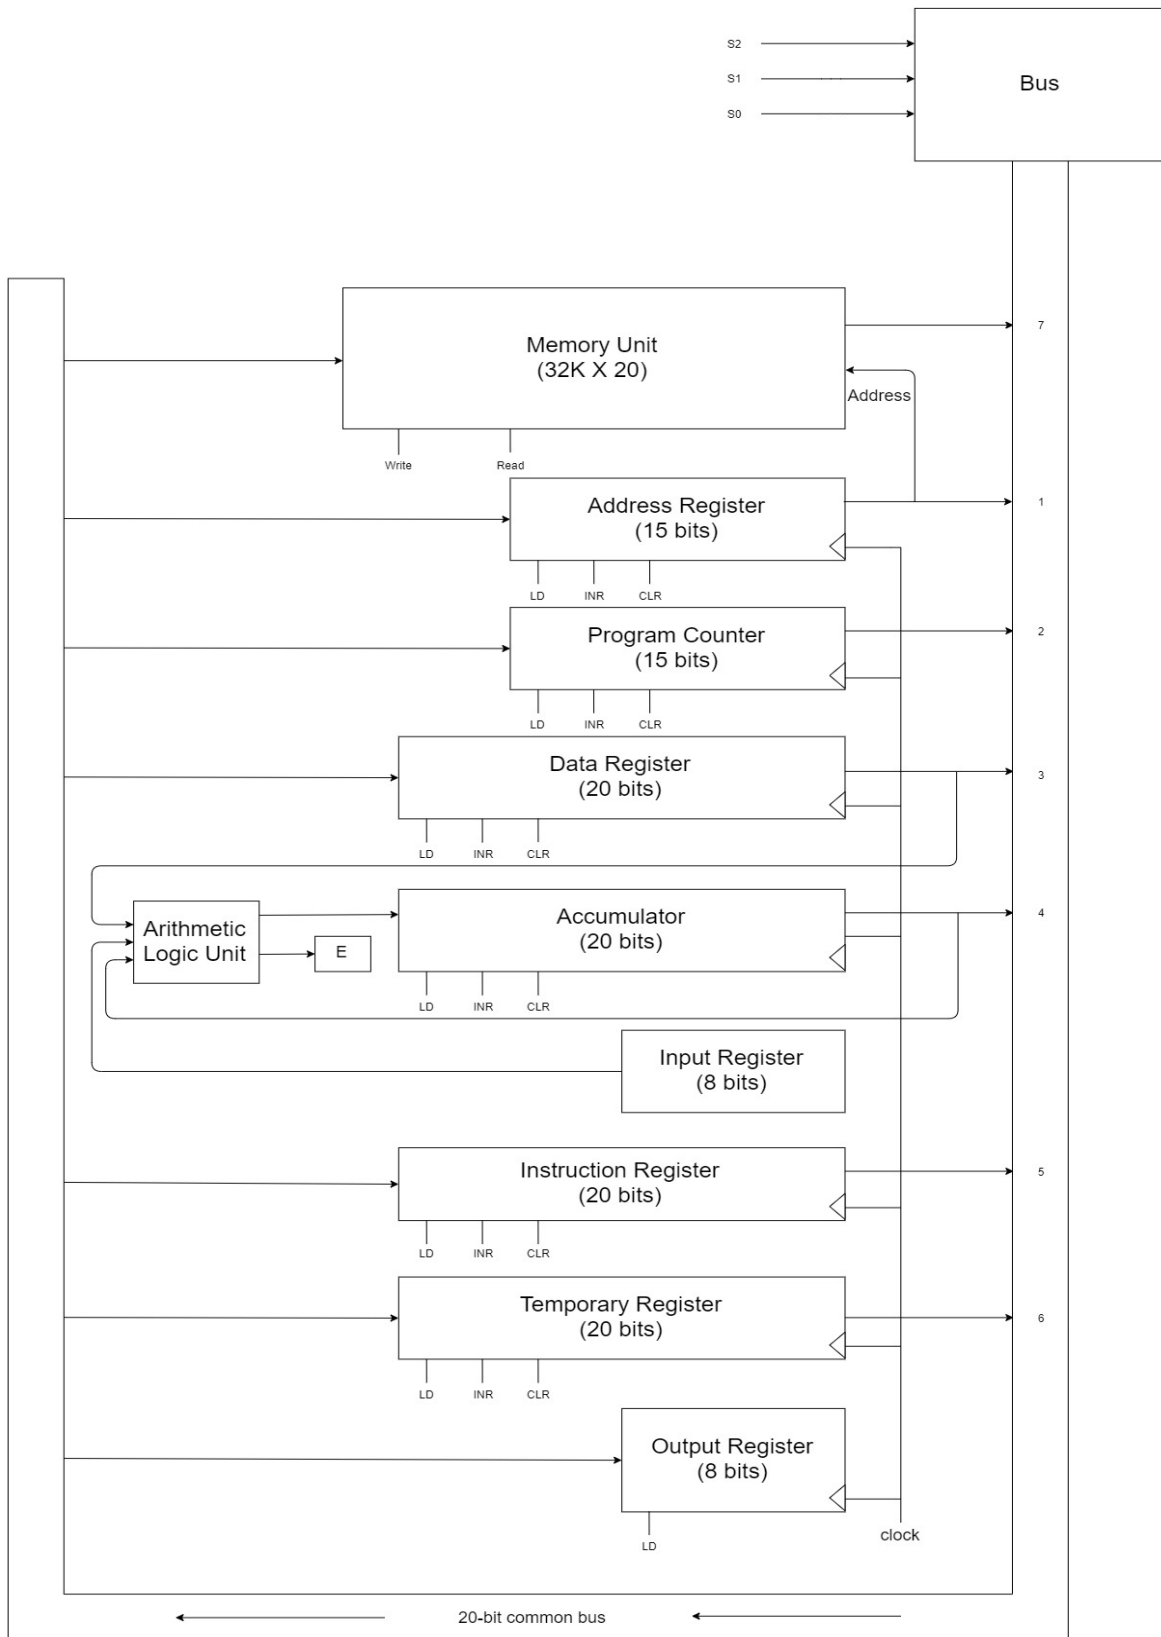 S2
S1
S0
Bus
Memory Unit
(32K X 20)
7
Address
Write
Read
Address Register
(15 bits)
1
LD
INR
CLR
Program Counter
(15 bits)
2
LD
INR
CLR
Data Register
(20 bits)
3
LD
INR
CLR
Arithmetic
Logic Unit
E
Accumulator
(20 bits)
4
LD
INR
CLR
Input Register
(8 bits)
Instruction Register
(20 bits)
5
LD
INR
CLR
Temporary Register
(20 bits)
6
LD
INR
CLR
Output Register
(8 bits)
LD
clock
20-bit common bus